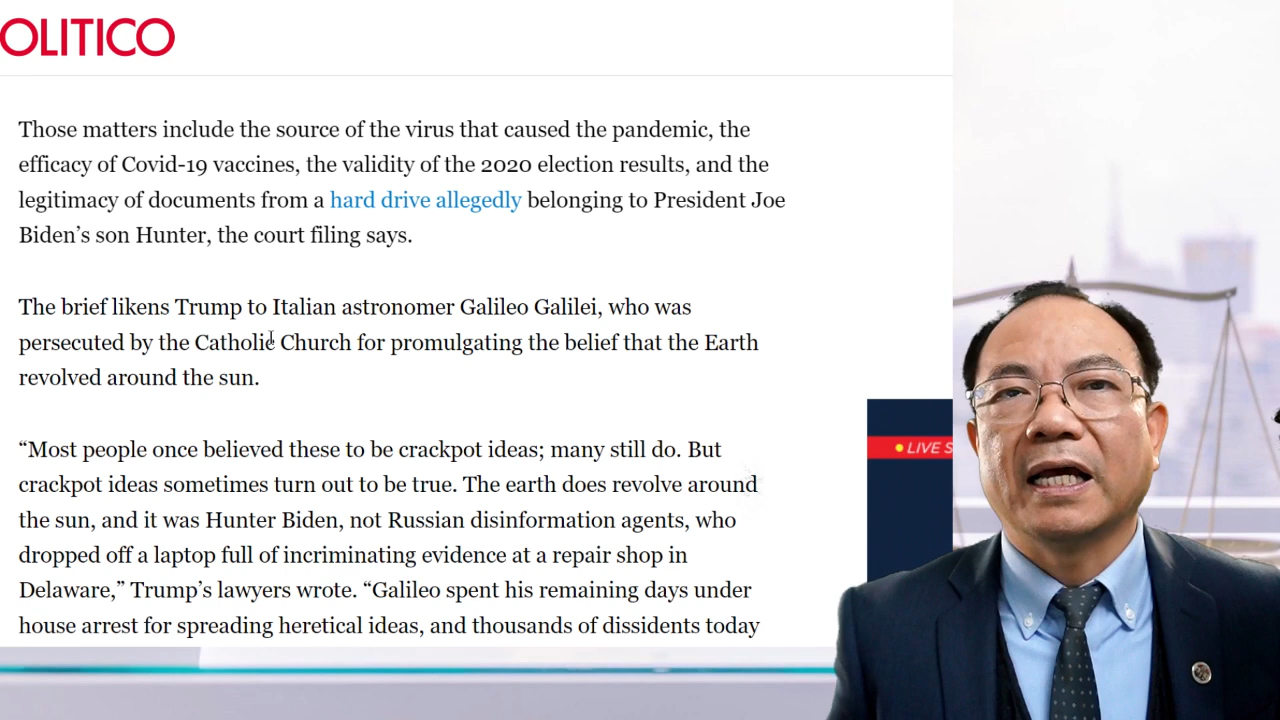 OLITICO
Those matters include the source of the virus that caused the pandemic, the
efficacy of Covid-19 vaccines, the validity of the 2020 election results, and the
legitimacy of documents from a hard drive allegedly belonging to President Joe
Biden’s son Hunter, the court filing says.
The brief likens Trump to Italian astronomer Galileo Galilei, who was
persecuted by the Catholic Church for promulgating the belief that the Earth
revolved around the sun.
“Most people once believed these to be crackpot ideas; many still do. But
crackpot ideas sometimes turn out to be true. The earth does revolve around
the sun, and it was Hunter Biden, not Russian disinformation agents, who
dropped off a laptop full of incriminating evidence at a repair shop in
Delaware,” Trump’s lawyers wrote. “Galileo spent his remaining days under
house arrest for spreading heretical ideas, and thousands of dissidents today
LIVE S